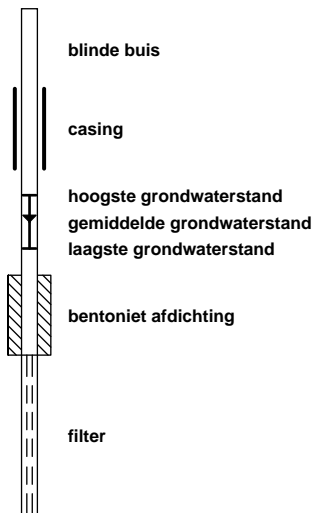 blinde buis
casing
hoogste grondwaterstand
gemiddelde grondwaterstand
laagste grondwaterstand
bentoniet afdichting
filter